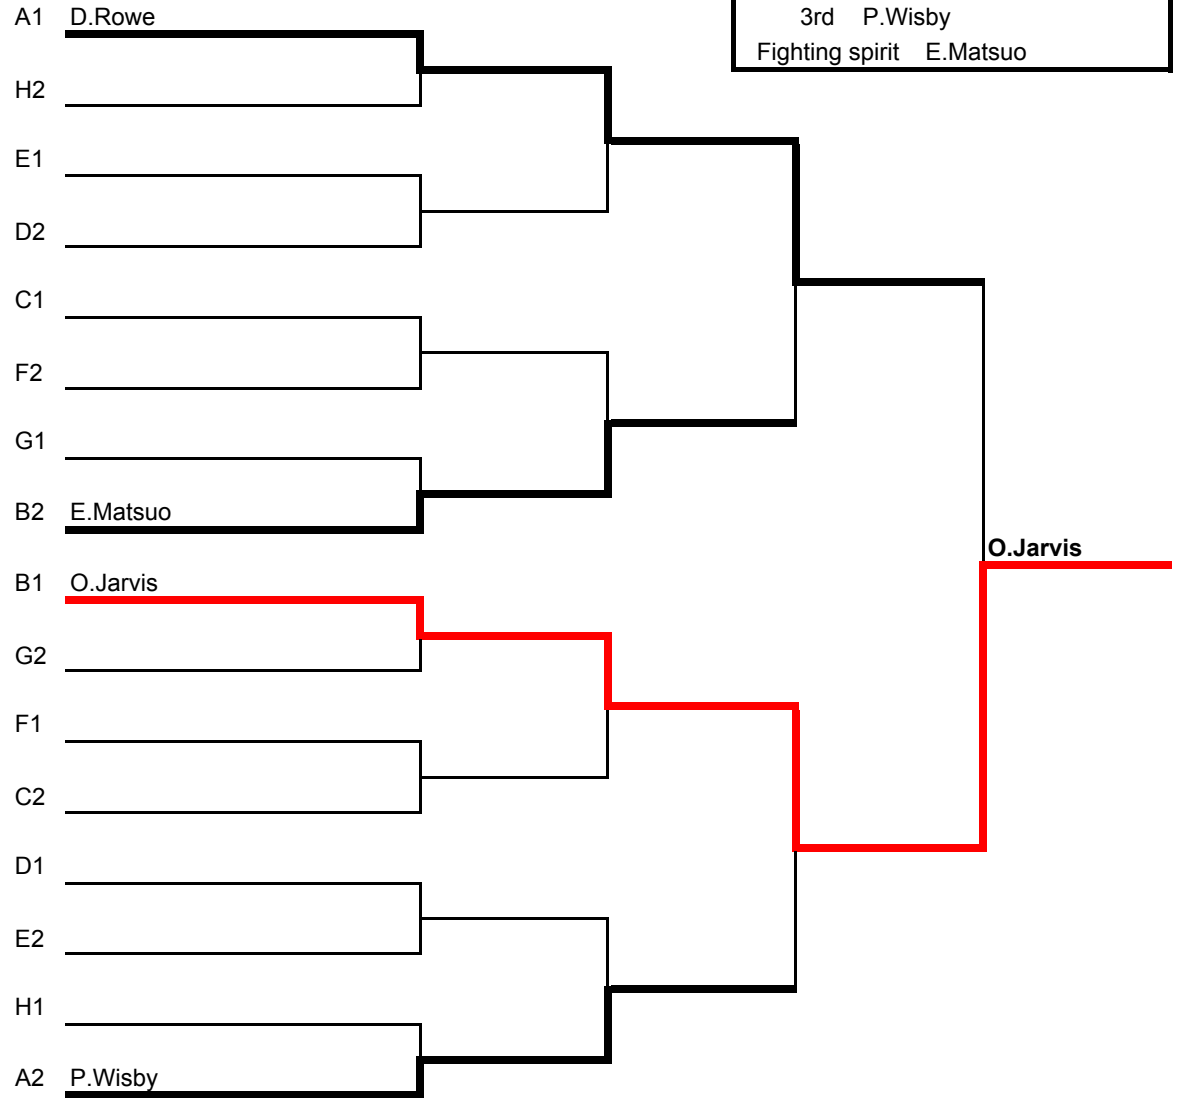 A1 D.Rowe
3rd P.Wisby
Fighting spirit E.Matsuo
H2
E1
D2
C1
F2
G1
B2 E.Matsuo
O.Jarvis
B1 O.Jarvis
G2
F1
C2
D1
E2
H1
A2 P.Wisby